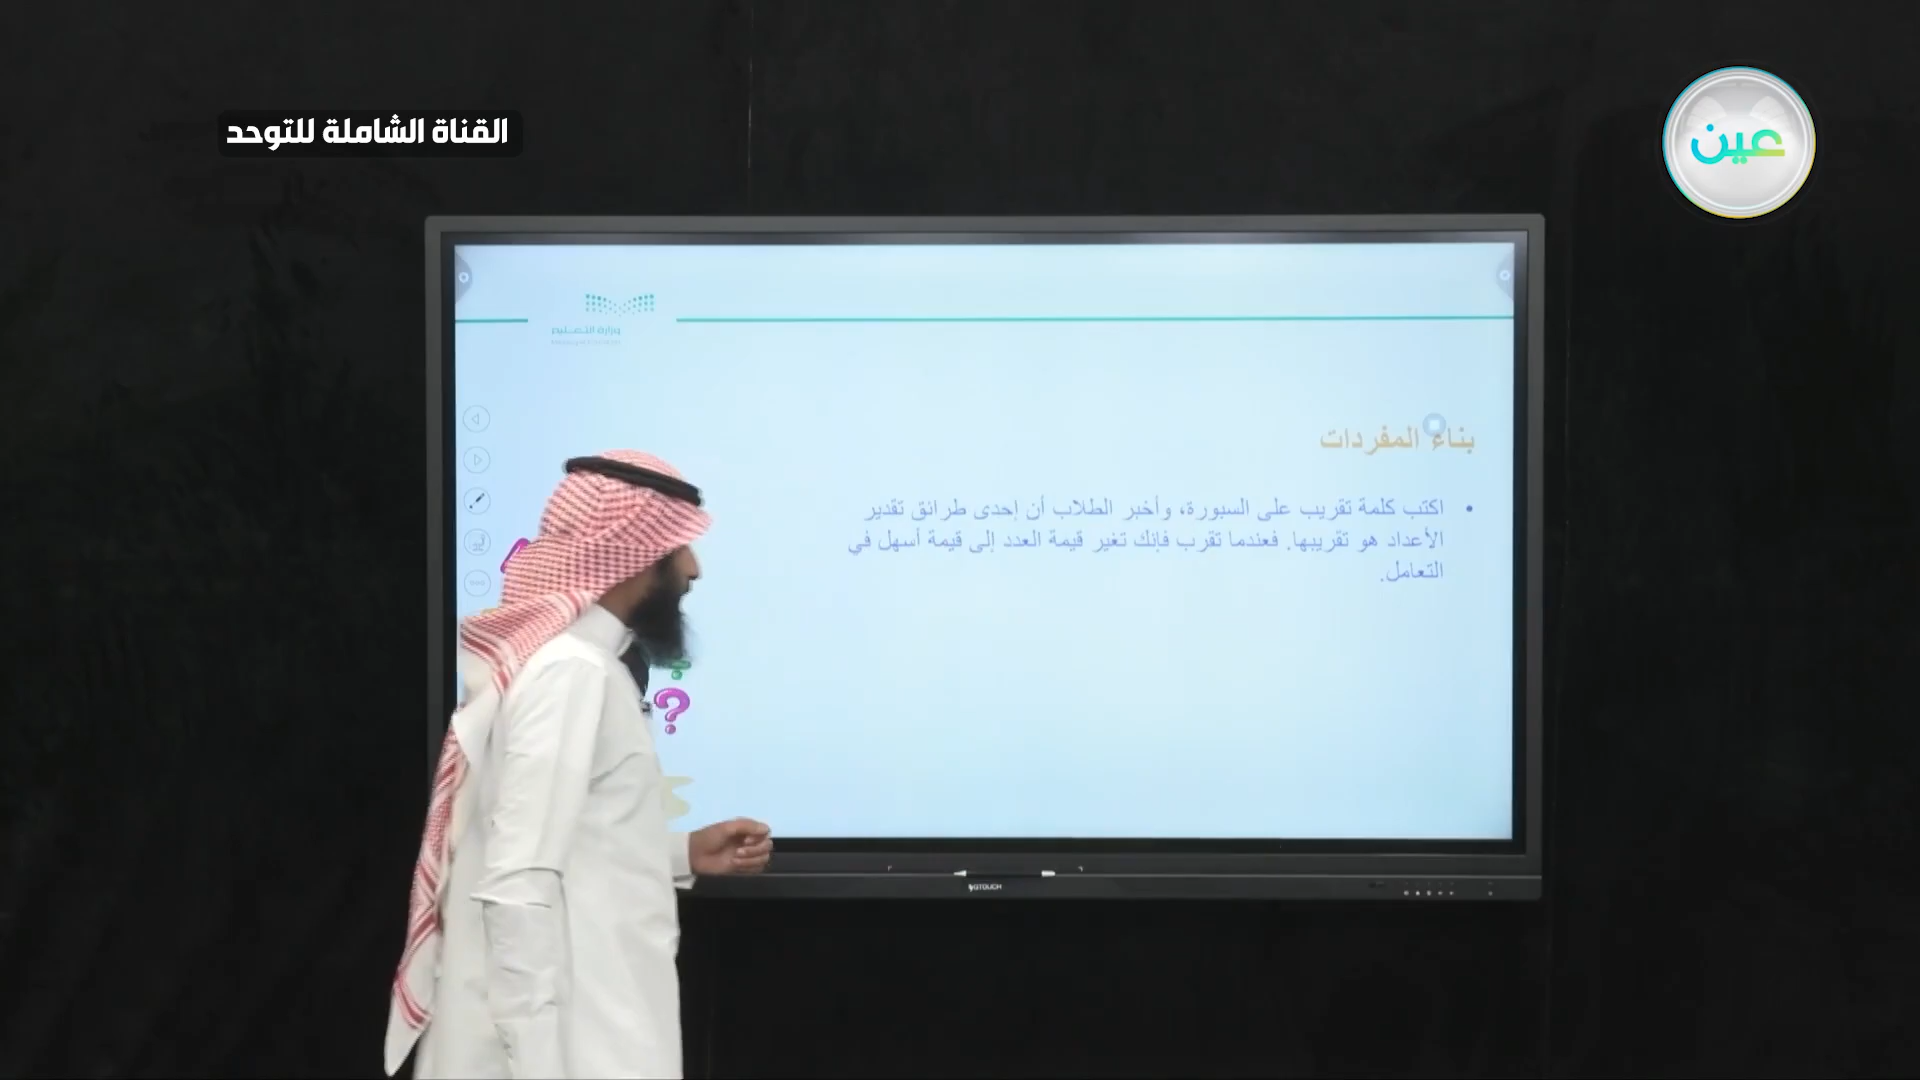 القناة الشاملة للتوحد
عين
وزارة التعليم
بناء المفردات
• اكتب كلمة تقريب على السبورة، وأخبر الطلاب أن إحدى طرائق تقدير
الأعداد هو تقريبها. فعندما تقرب فإنك تغير قيمة العدد إلى قيمة أسهل في
التعامل.
?